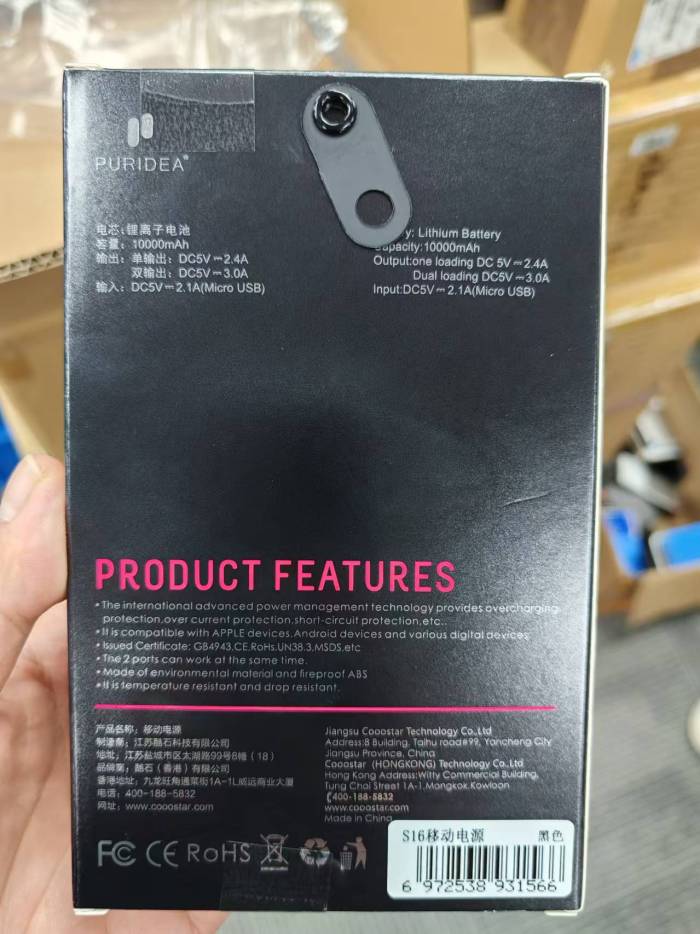 PURIDEA®
电芯:锂离子电池
容量: 10000mAh
输出: 单输出: DC5V⎓2.4A
双输出: DC5V⎓3.0A
输入: DC5V⎓2.1A(Micro USB)
y: Lithium Battery
apacity:10000mAh
Output:one loading DC 5V⎓2.4A
Dual loading DC5V⎓3.0A
Input:DC5V⎓2.1A(Micro USB)
PRODUCT FEATURES
•The international advanced power management technology provides overcharging
protection,over current protection,short-circuit protection,etc..
•It is compatible with APPLE devices,Android devices and various digital devices
•Issued Certificate: GB4943,CE,RoHs,UN38.3,MSDS,etc
•The 2 ports can work at the same time.
•Made of environmental material and fireproof ABS
•It is temperature resistant and drop resistant.
产品名称: 移动电源
制造商: 江苏酷石科技有限公司
地址: 江苏盐城市区太湖路99号8幢 (18)
品牌商: 酷石 (香港) 有限公司
香港地址: 九龙旺角通菜街1A-1L威远商业大厦
电话: 400-188-5832
网址: www.cooostar.com
Jiangsu Cooostar Technology Co.,Ltd
Address:8 Building, Taihu road#99, Yancheng City
Jiangsu Province, China
Cooostar (HONGKONG) Technology Co.,Ltd
Hong Kong Address:Witty Commercial Building,
Tung Choi Street 1A-1,Mongkok,Kowloon
400-188-5832
www.cooostar.com
Made in China
FC CE RoHS
S16移动电源 黑色
6 972538 931566